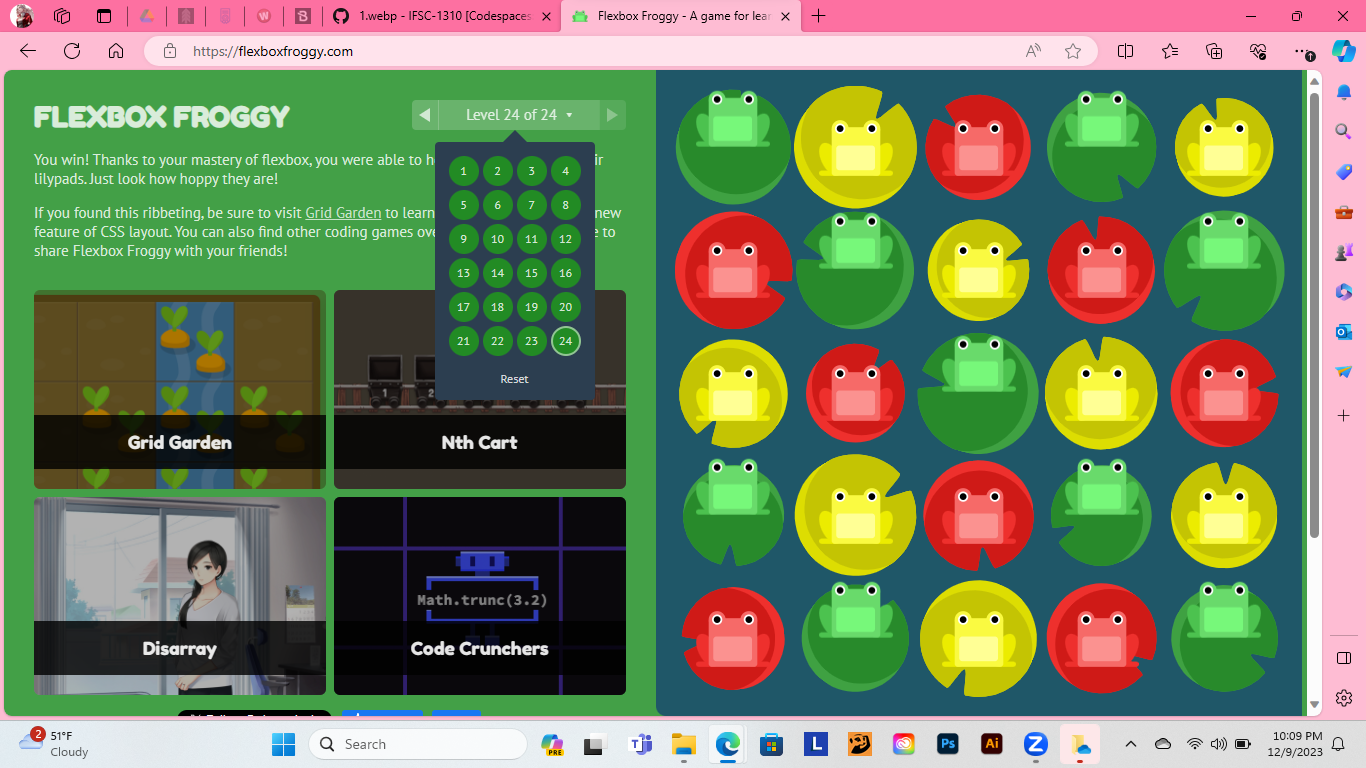 1.webp - IFSC-1310 [Codespaces
Flexbox Froggy - A game for lear
https://flexboxfroggy.com
FLEXBOX FROGGY
Level 24 of 24
You win! Thanks to your mastery of flexbox, you were able to h
ir
lilypads. Just look how hoppy they are!
If you found this ribbeting, be sure to visit Grid Garden to learn
new
feature of CSS layout. You can also find other coding games ove
e to
share Flexbox Froggy with your friends!
1 2 3 4
5 6 7 8
9 10 11 12
13 14 15 16
17 18 19 20
21 22 23 24
Reset
1
2
Grid Garden
Nth Cart
Math.trunc(3.2)
Disarray
Code Crunchers
2
51°F
Cloudy
Search
PRE
L
Ps
Ai
Z
10:09 PM
12/9/2023